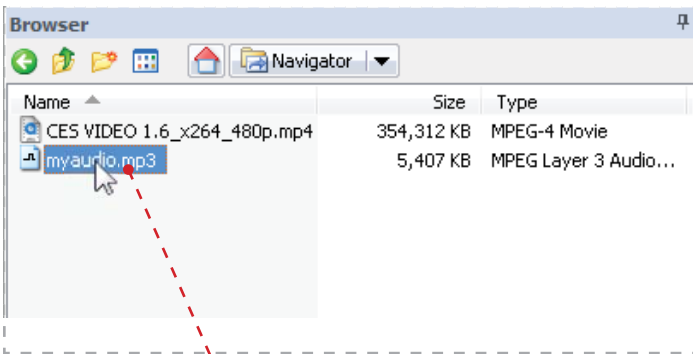 Browser
Navigator
Name Size Type
CES VIDEO 1.6_x264_480p.mp4 354,312 KB MPEG-4 Movie
myaudio.mp3 5,407 KB MPEG Layer 3 Audio...